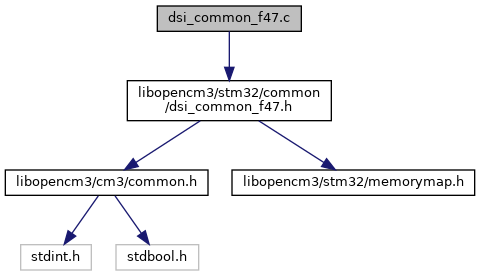 dsi_common_f47.c
libopencm3/stm32/common
/dsi_common_f47.h
libopencm3/cm3/common.h
libopencm3/stm32/memorymap.h
stdint.h
stdbool.h